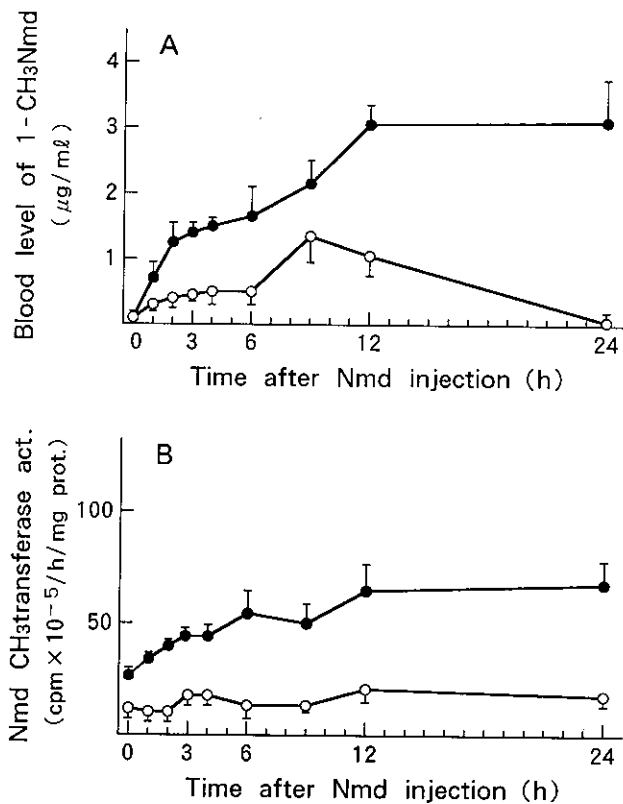 A
Blood level of 1-CH₃Nmd
(μg/mℓ)
4
3
2
1
0 3 6 12 24
Time after Nmd injection (h)
B
Nmd CH₃transferase act.
(cpm×10⁻⁵/h/mg prot.)
100
50
0 3 6 12 24
Time after Nmd injection (h)